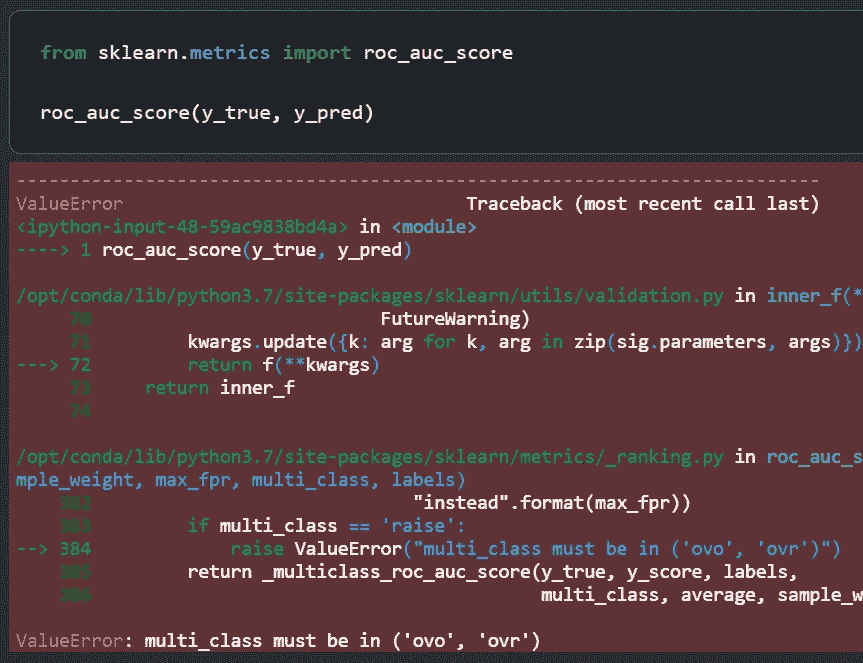 from sklearn.metrics import roc_auc_score
roc_auc_score(y_true, y_pred)
---------------------------------------------------------------------------
ValueError                                Traceback (most recent call last)
<ipython-input-48-59ac9838bd4a> in <module>
----> 1 roc_auc_score(y_true, y_pred)
/opt/conda/lib/python3.7/site-packages/sklearn/utils/validation.py in inner_f(*
     70                           FutureWarning)
     71         kwargs.update({k: arg for k, arg in zip(sig.parameters, args)})
---> 72         return f(**kwargs)
     73     return inner_f
     74
/opt/conda/lib/python3.7/site-packages/sklearn/metrics/_ranking.py in roc_auc_s
mple_weight, max_fpr, multi_class, labels)
    382                              "instead".format(max_fpr))
    383         if multi_class == 'raise':
--> 384             raise ValueError("multi_class must be in ('ovo', 'ovr')")
    385         return _multiclass_roc_auc_score(y_true, y_score, labels,
    386                                          multi_class, average, sample_w
ValueError: multi_class must be in ('ovo', 'ovr')